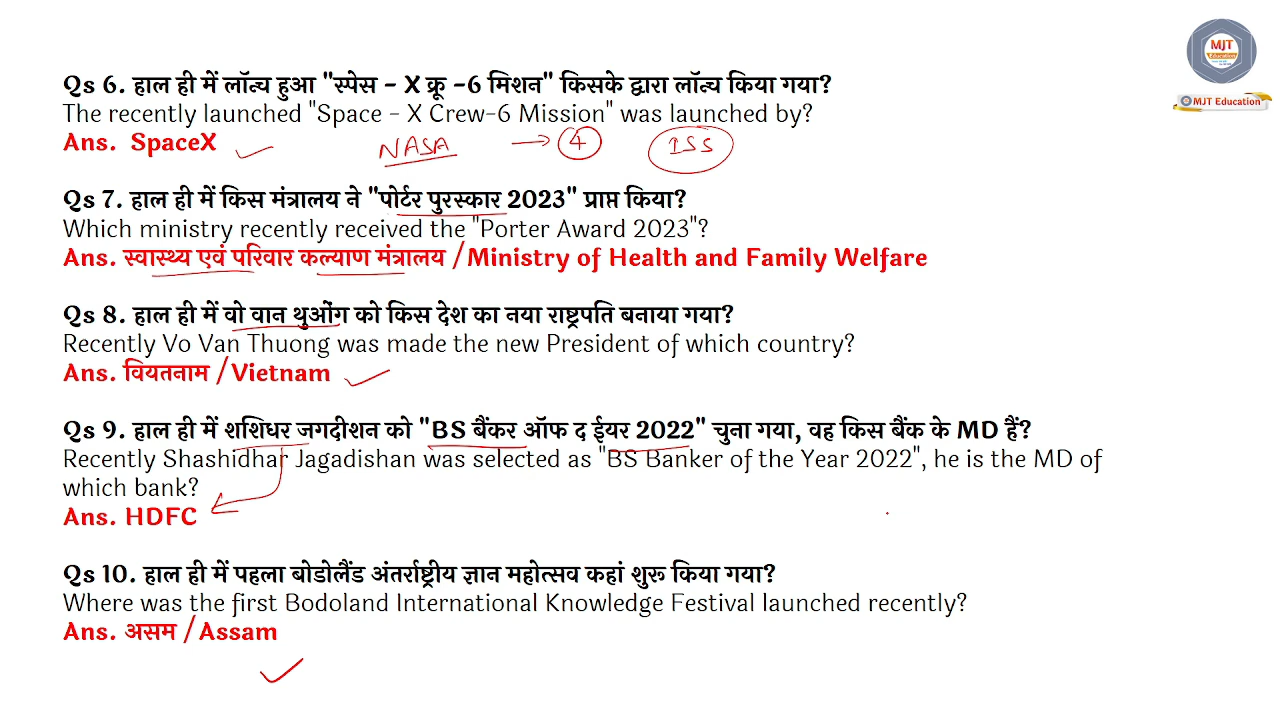 MJT
Education
MJT Education
Qs 6. हाल ही में लॉन्च हुआ "स्पेस – X क्रू –6 मिशन" किसके द्वारा लॉन्च किया गया?
The recently launched "Space – X Crew-6 Mission" was launched by?
Ans. SpaceX
NASA → 4 ISS
Qs 7. हाल ही में किस मंत्रालय ने "पोर्टर पुरस्कार 2023" प्राप्त किया?
Which ministry recently received the "Porter Award 2023"?
Ans. स्वास्थ्य एवं परिवार कल्याण मंत्रालय / Ministry of Health and Family Welfare
Qs 8. हाल ही में वो वान थुओंग को किस देश का नया राष्ट्रपति बनाया गया?
Recently Vo Van Thuong was made the new President of which country?
Ans. वियतनाम / Vietnam
Qs 9. हाल ही में शशिधर जगदीशन को "BS बैंकर ऑफ द ईयर 2022" चुना गया, वह किस बैंक के MD हैं?
Recently Shashidhar Jagadishan was selected as "BS Banker of the Year 2022", he is the MD of
which bank?
Ans. HDFC
Qs 10. हाल ही में पहला बोडोलैंड अंतर्राष्ट्रीय ज्ञान महोत्सव कहां शुरू किया गया?
Where was the first Bodoland International Knowledge Festival launched recently?
Ans. असम / Assam